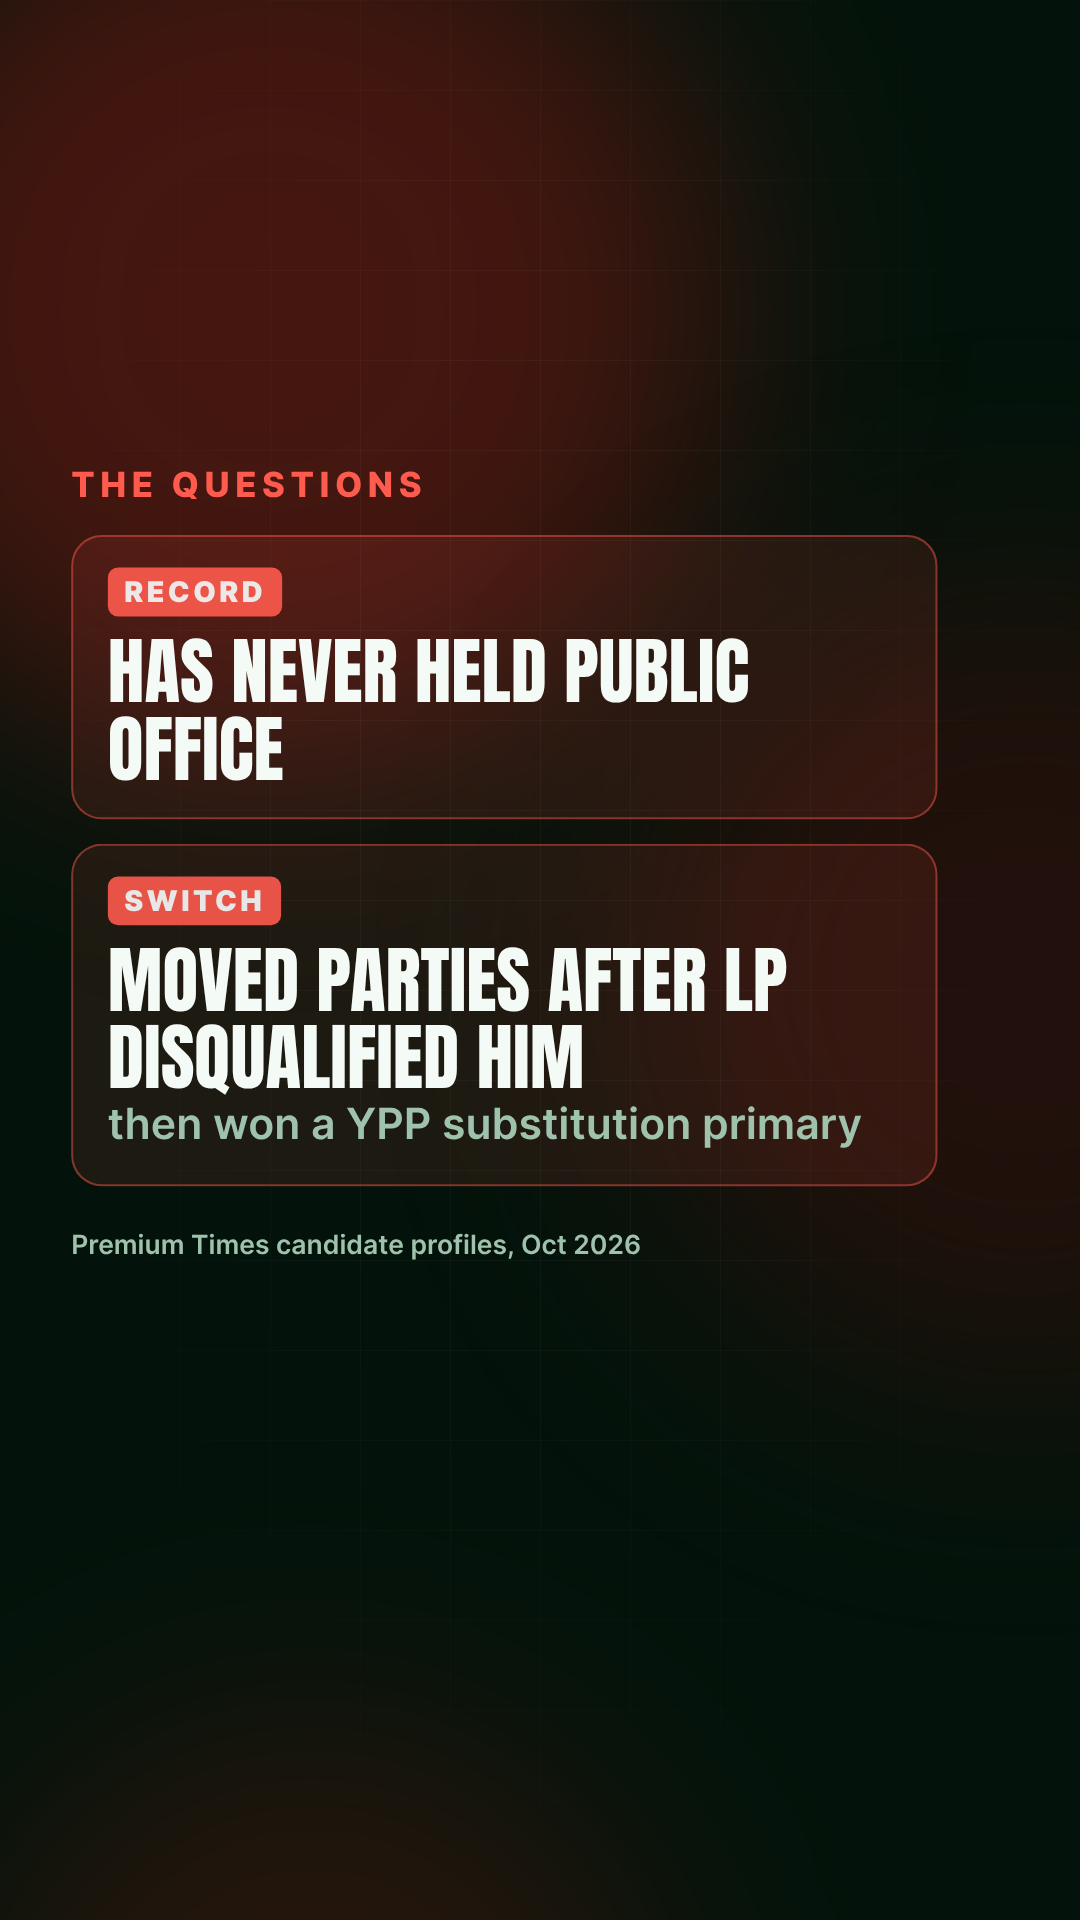 THE QUESTIONS
RECORD
HAS NEVER HELD PUBLIC
OFFICE
SWITCH
MOVED PARTIES AFTER LP
DISQUALIFIED HIM
then won a YPP substitution primary
Premium Times candidate profiles, Oct 2026